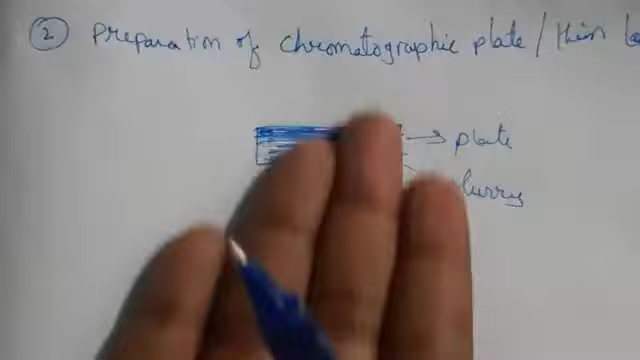 ② Preparation of chromatographic plate / thin
plate